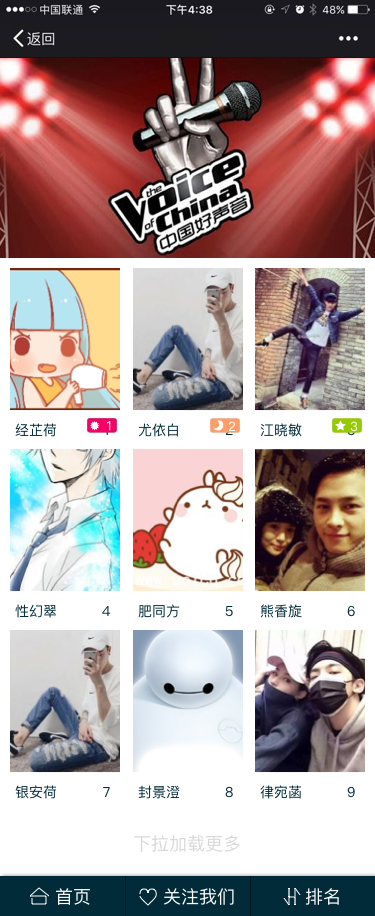 中国联通 下午4:38 48%
返回
the
Voice
of China
中国好声音
经芷荷 1
尤依白 2
江晓敏 3
性幻翠 4
肥同方 5
熊香旋 6
银安荷 7
封景澄 8
律宛菡 9
下拉加载更多
首页 关注我们 排名